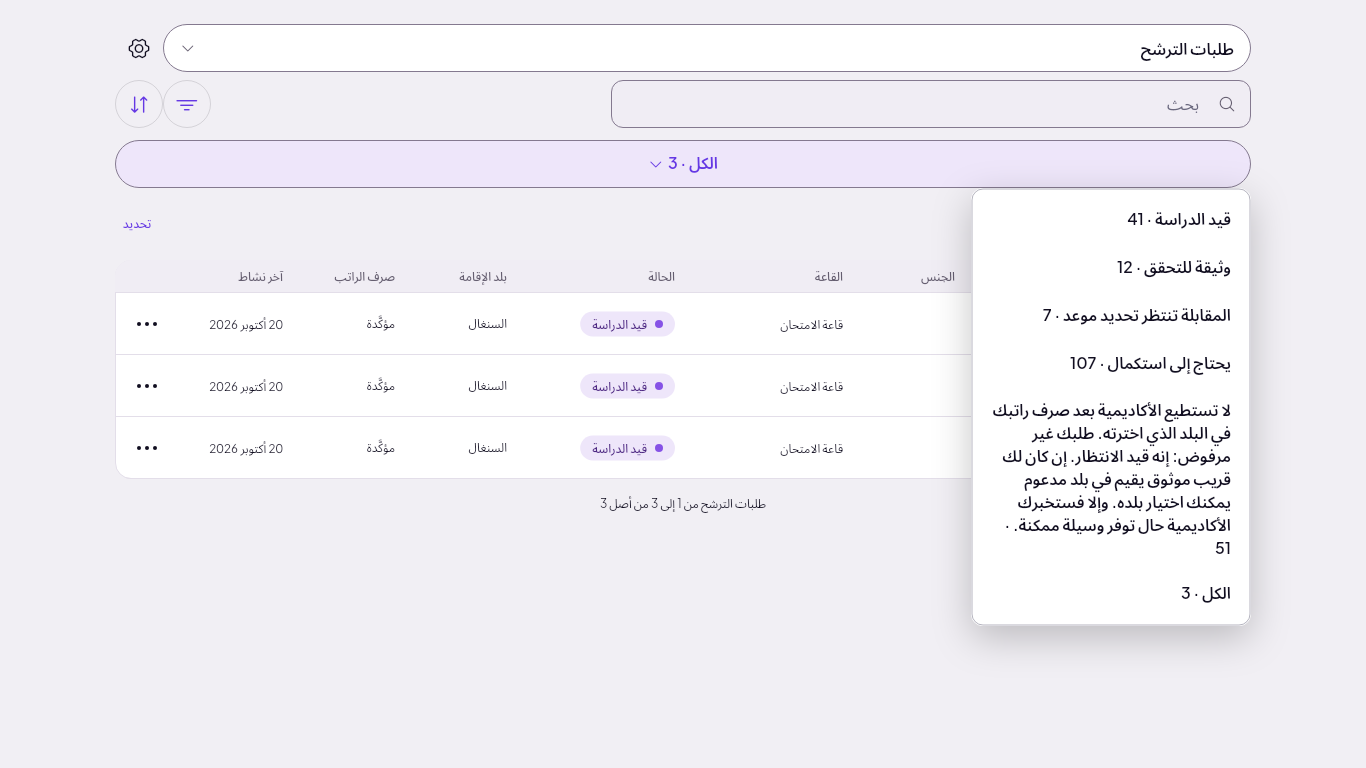 طلبات الترشح
بحث
الكل · 3
قيد الدراسة · 41
وثيقة للتحقق · 12
المقابلة تنتظر تحديد موعد · 7
يحتاج إلى استكمال · 107
لا تستطيع الأكاديمية بعد صرف راتبك
في البلد الذي اخترته. طلبك غير
مرفوض: إنه قيد الانتظار. إن كان لك
قريب موثوق يقيم في بلد مدعوم
يمكنك اختيار بلده. وإلا فستخبرك
الأكاديمية حال توفر وسيلة ممكنة. ·
51
الكل · 3
تحديد
الجنس القاعة الحالة بلد الإقامة صرف الراتب آخر نشاط
قاعة الامتحان قيد الدراسة السنغال مؤكَّدة 20 أكتوبر 2026
قاعة الامتحان قيد الدراسة السنغال مؤكَّدة 20 أكتوبر 2026
قاعة الامتحان قيد الدراسة السنغال مؤكَّدة 20 أكتوبر 2026
طلبات الترشح من 1 إلى 3 من أصل 3